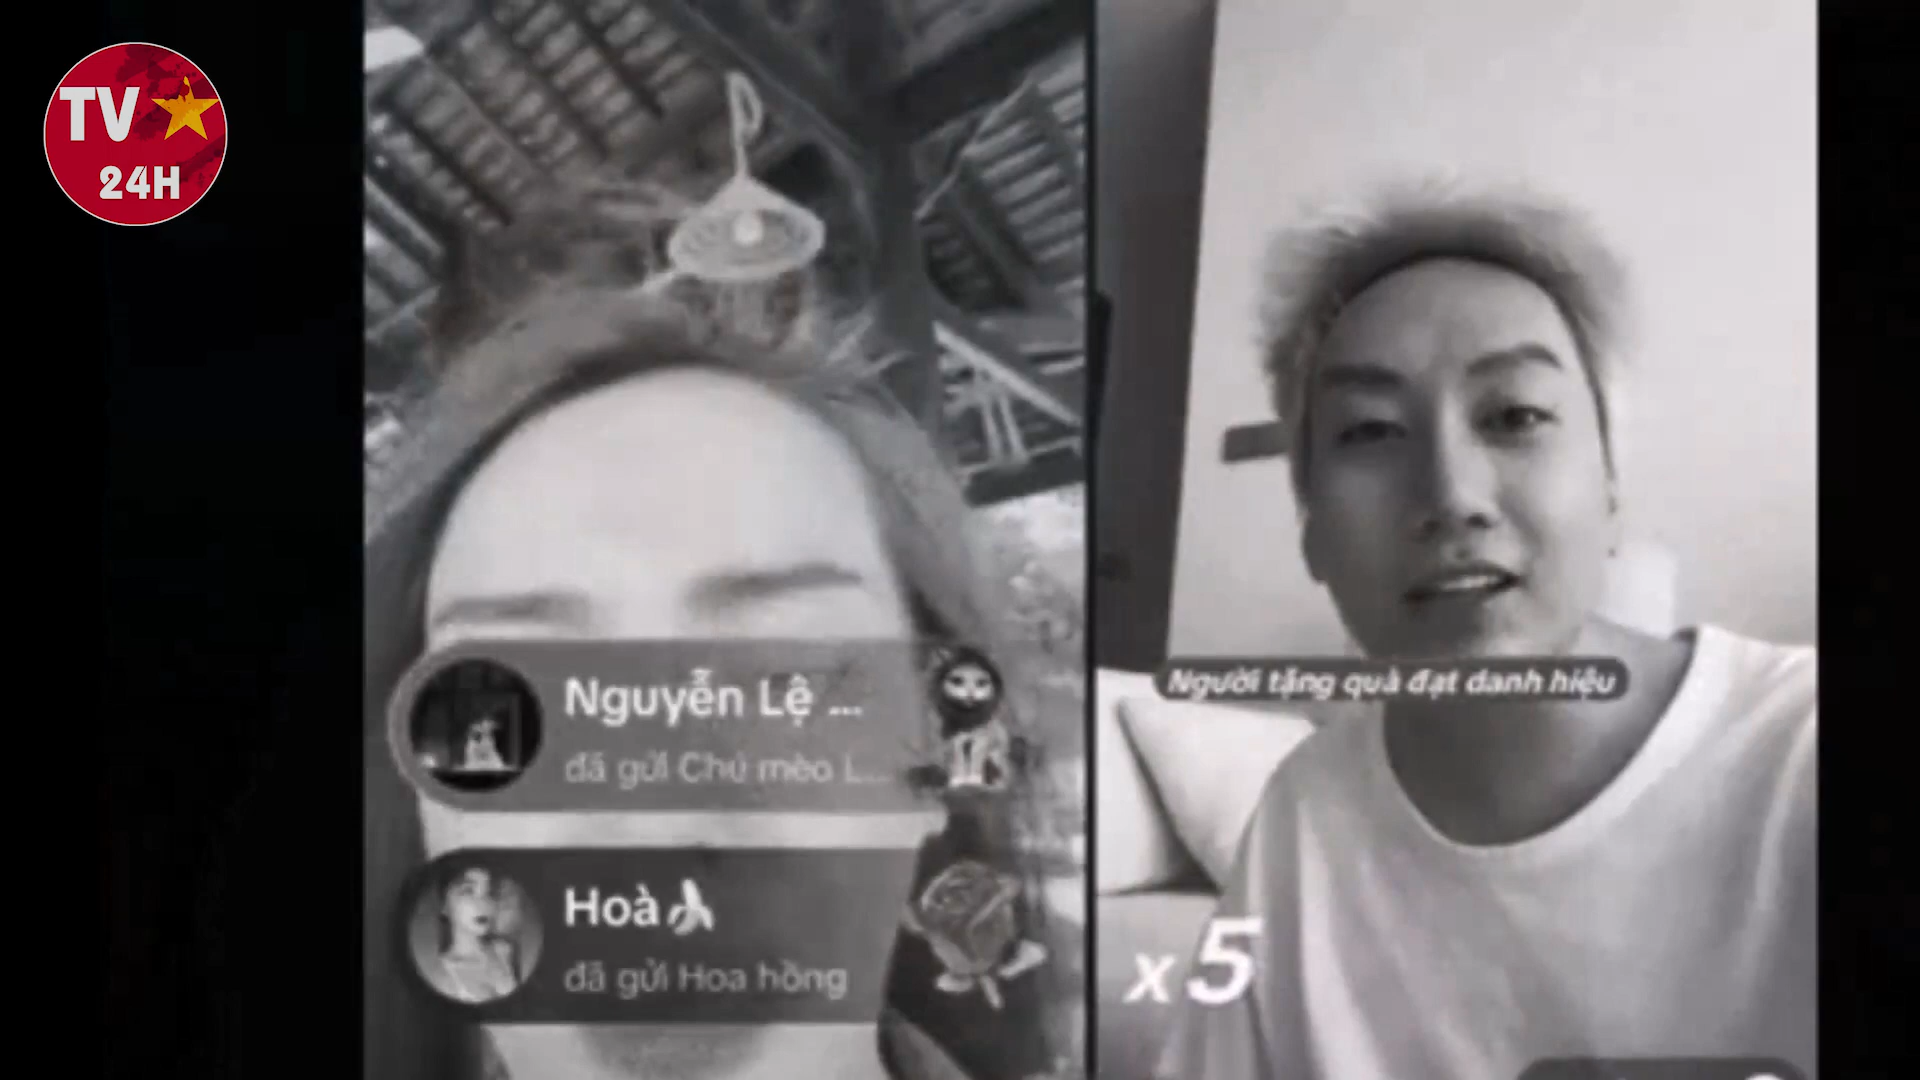 TV
24H
Nguyễn Lệ ...
đã gửi Chú mèo L...
Hoà
đã gửi Hoa hồng
Người tặng quà đạt danh hiệu
x5